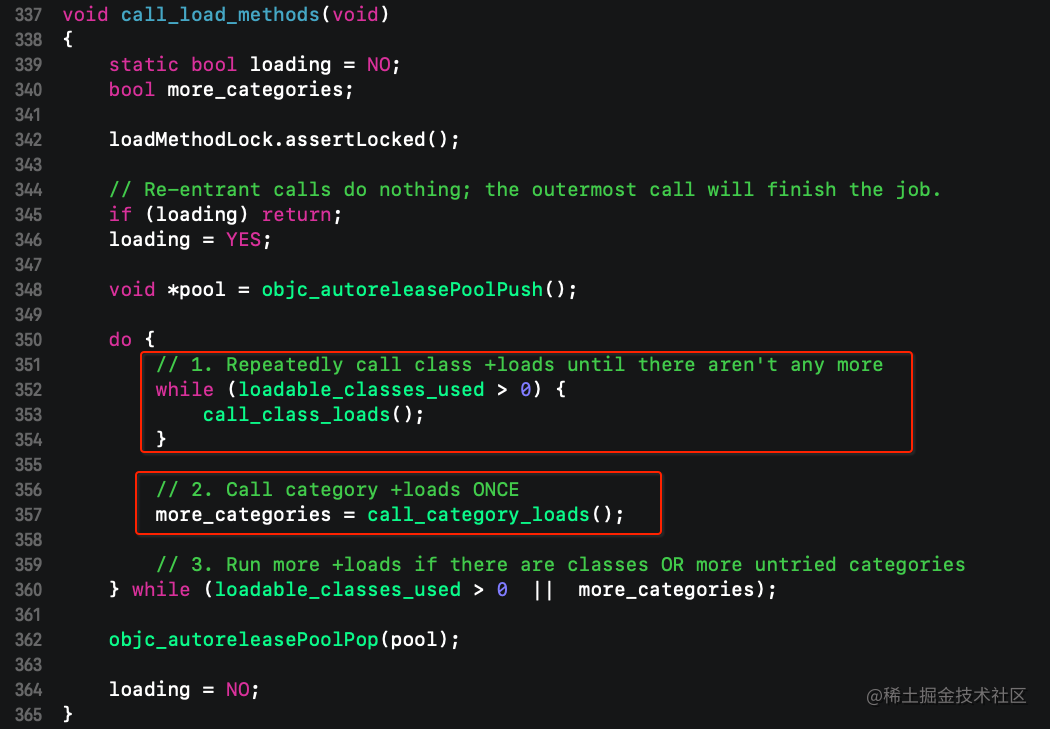 337 void call_load_methods(void)
338 {
339     static bool loading = NO;
340     bool more_categories;
341
342     loadMethodLock.assertLocked();
343
344     // Re-entrant calls do nothing; the outermost call will finish the job.
345     if (loading) return;
346     loading = YES;
347
348     void *pool = objc_autoreleasePoolPush();
349
350     do {
351         // 1. Repeatedly call class +loads until there aren't any more
352         while (loadable_classes_used > 0) {
353             call_class_loads();
354         }
355
356         // 2. Call category +loads ONCE
357         more_categories = call_category_loads();
358
359         // 3. Run more +loads if there are classes OR more untried categories
360     } while (loadable_classes_used > 0  ||  more_categories);
361
362     objc_autoreleasePoolPop(pool);
363
364     loading = NO;
365 }
@稀土掘金技术社区